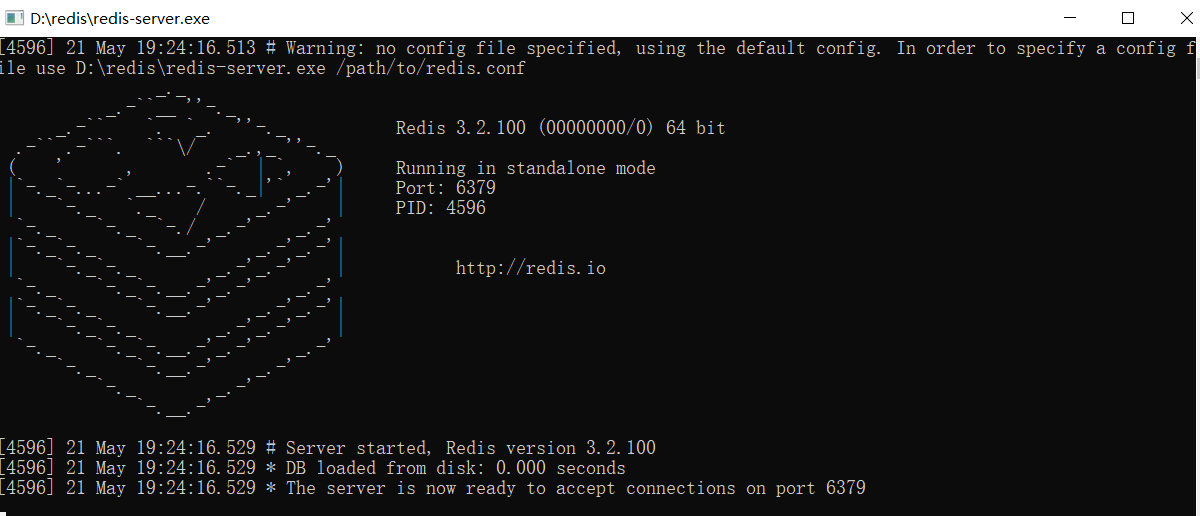 D:\redis\redis-server.exe
[4596] 21 May 19:24:16.513 # Warning: no config file specified, using the default config. In order to specify a config f
ile use D:\redis\redis-server.exe /path/to/redis.conf
Redis 3.2.100 (00000000/0) 64 bit
Running in standalone mode
Port: 6379
PID: 4596
http://redis.io
[4596] 21 May 19:24:16.529 # Server started, Redis version 3.2.100
[4596] 21 May 19:24:16.529 * DB loaded from disk: 0.000 seconds
[4596] 21 May 19:24:16.529 * The server is now ready to accept connections on port 6379